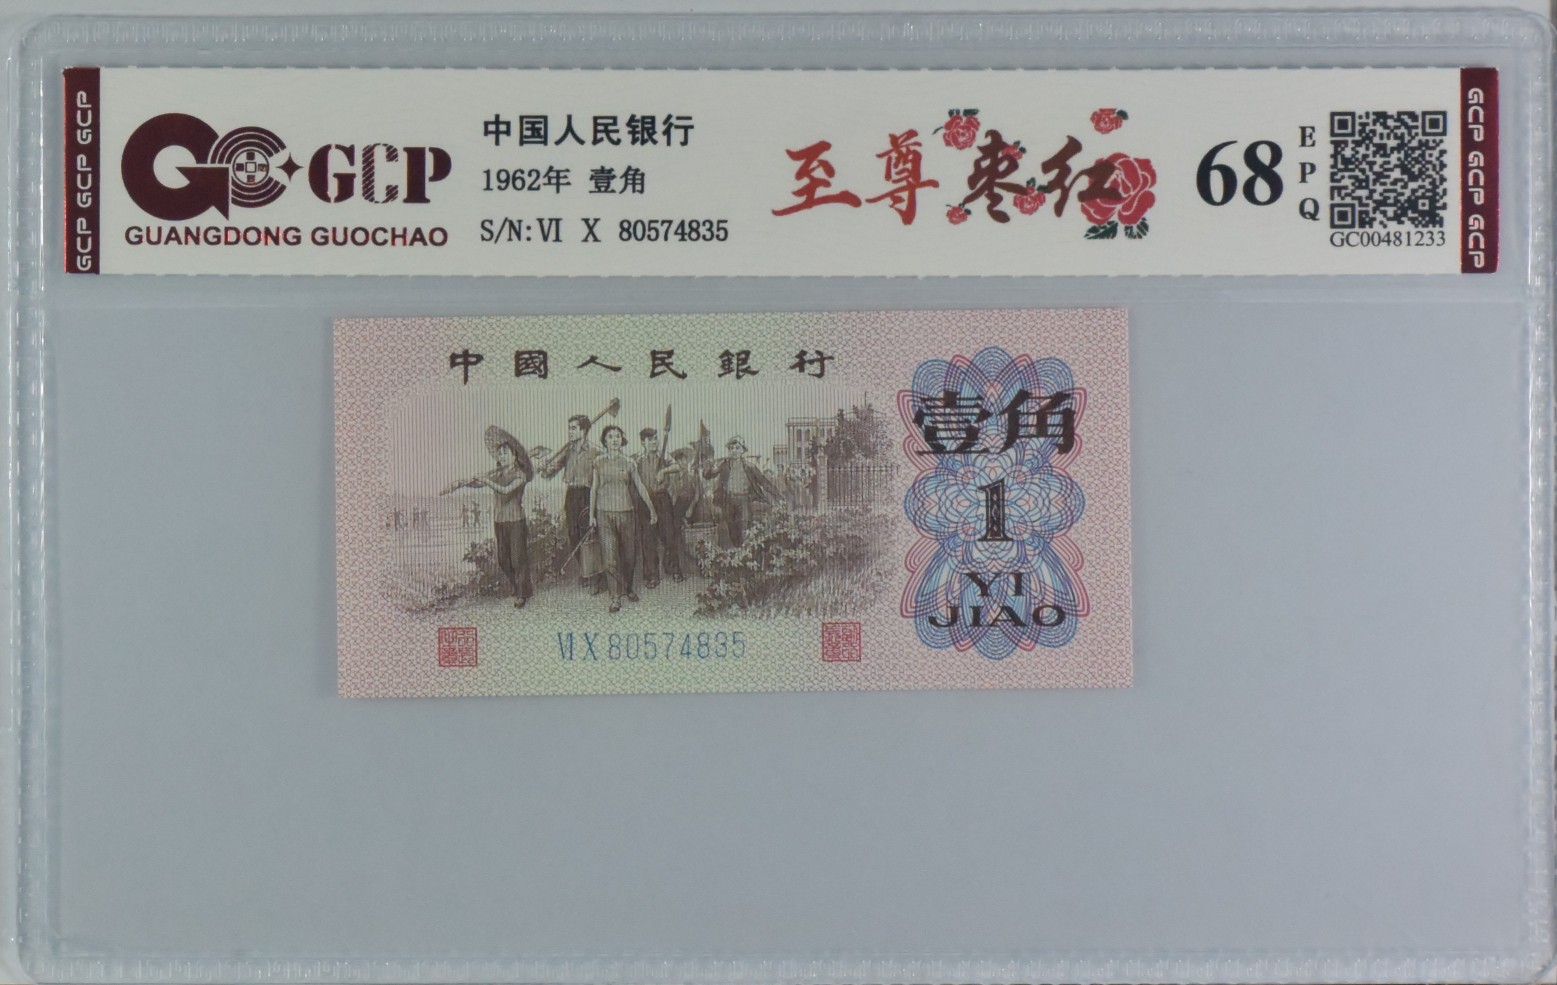 GCP GCP GCP
GCP
GUANGDONG GUOCHAO
中国人民银行
1962年 壹角
S/N:Ⅵ X 80574835
至尊枣红
68
EPQ
GC00481233
GCP GCP GCP
中國人民銀行
壹角
1
YI
JIAO
ⅥX80574835